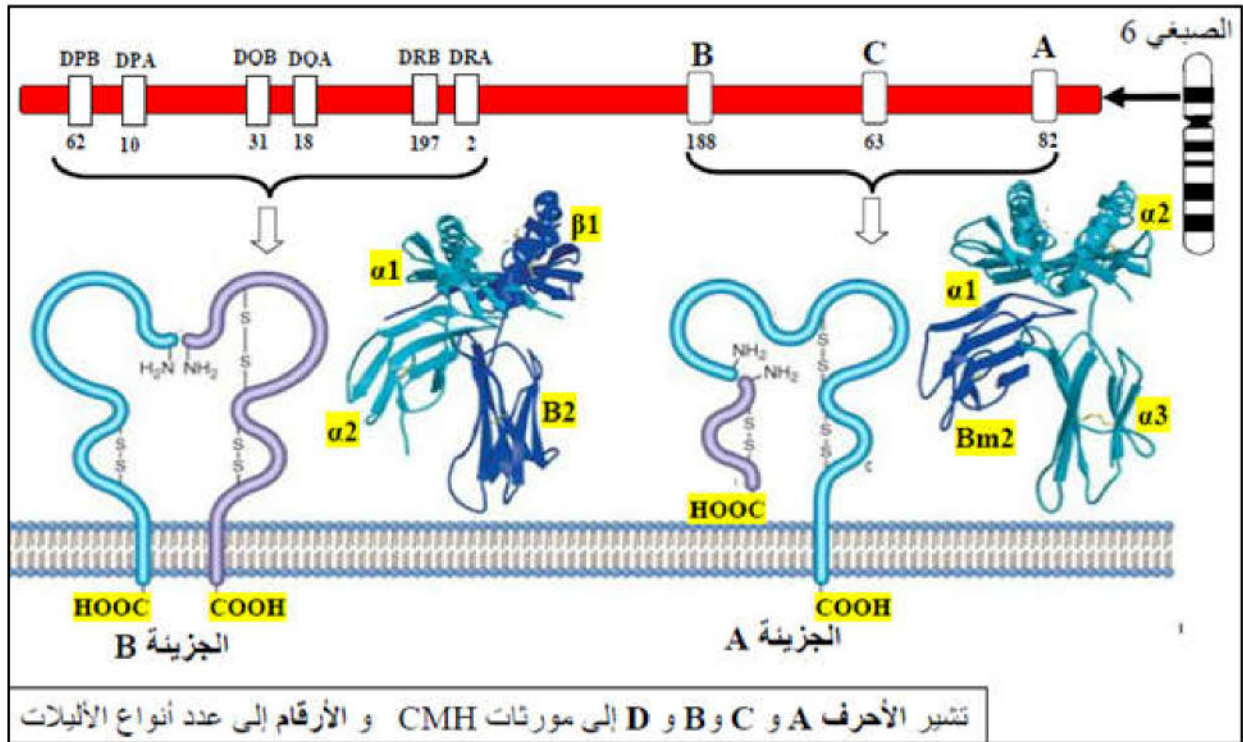 الصبغي 6
DPB DPA DQB DQA DRB DRA B C A
62 10 31 18 197 2 188 63 82
β1 α2
α1 α1
H₂N NH₂ S S
NH₂
NH₂
S S
α2 B2 Bm2 α3
S-S S-S S-S S-S
c
HOOC
HOOC COOH COOH
الجزيئة B الجزيئة A
تشير الأحرف A و C و B و D إلى مورثات CMH و الأرقام إلى عدد أنواع الأليلات